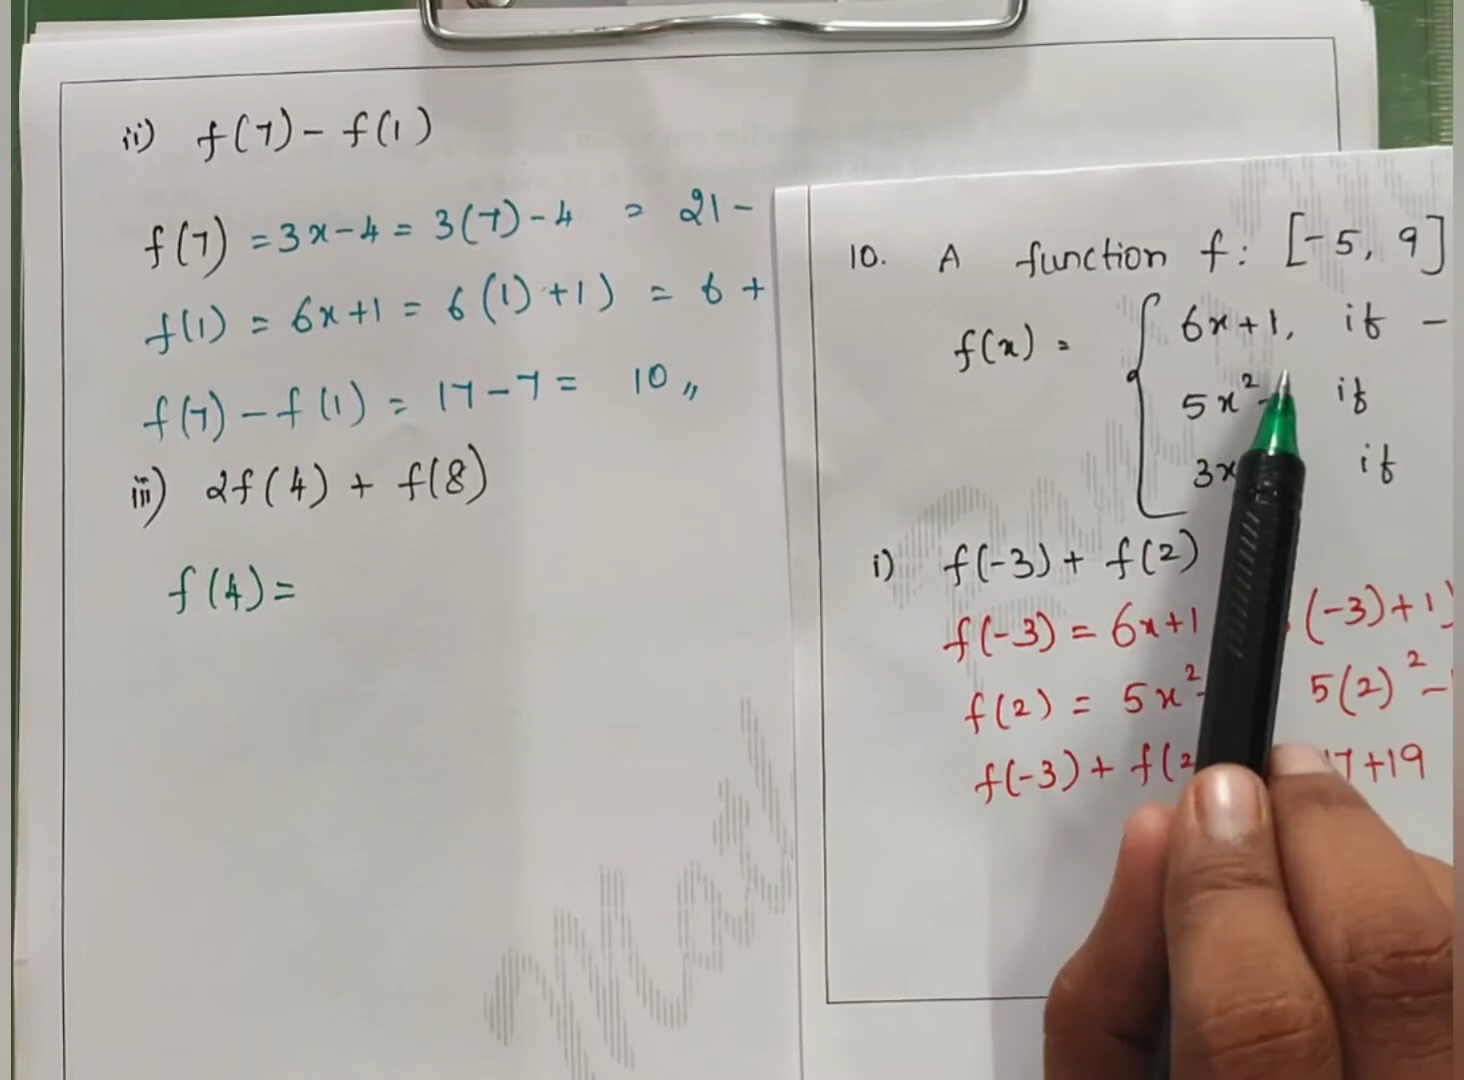 ii) f(7) - f(1)
f(7) = 3x-4 = 3(7)-4 = 21 -
f(1) = 6x+1 = 6(1)+1) = 6 +
f(7) - f(1) = 17-7 = 10 "
iii) 2f(4) + f(8)
f(4) =
10. A function f: [-5, 9]
f(x) = { 6x+1, if -
5x² - if
3x if
i) f(-3) + f(2)
f(-3) = 6x+1 (-3)+1)
f(2) = 5x² - 5(2)² -
f(-3) + f(2 17+19